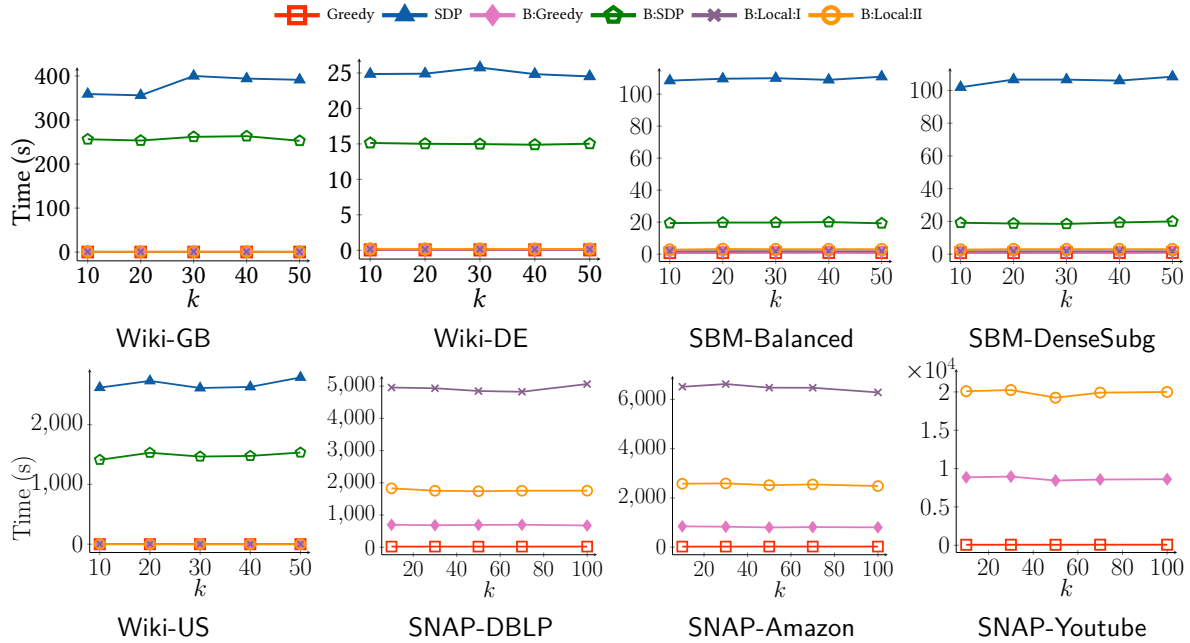 Greedy SDP B:Greedy B:SDP B:Local:I B:Local:II
Time (s)
400
300
200
100
0
10 20 30 40 50
k
Wiki-GB
25
20
15
10
5
0
10 20 30 40 50
k
Wiki-DE
100
80
60
40
20
0
10 20 30 40 50
k
SBM-Balanced
100
80
60
40
20
0
10 20 30 40 50
k
SBM-DenseSubg
Time (s)
2,000
1,000
0
10 20 30 40 50
k
Wiki-US
5,000
4,000
3,000
2,000
1,000
0
20 40 60 80 100
k
SNAP-DBLP
6,000
4,000
2,000
0
20 40 60 80 100
k
SNAP-Amazon
×10⁴
2
1.5
1
0.5
0
20 40 60 80 100
k
SNAP-Youtube